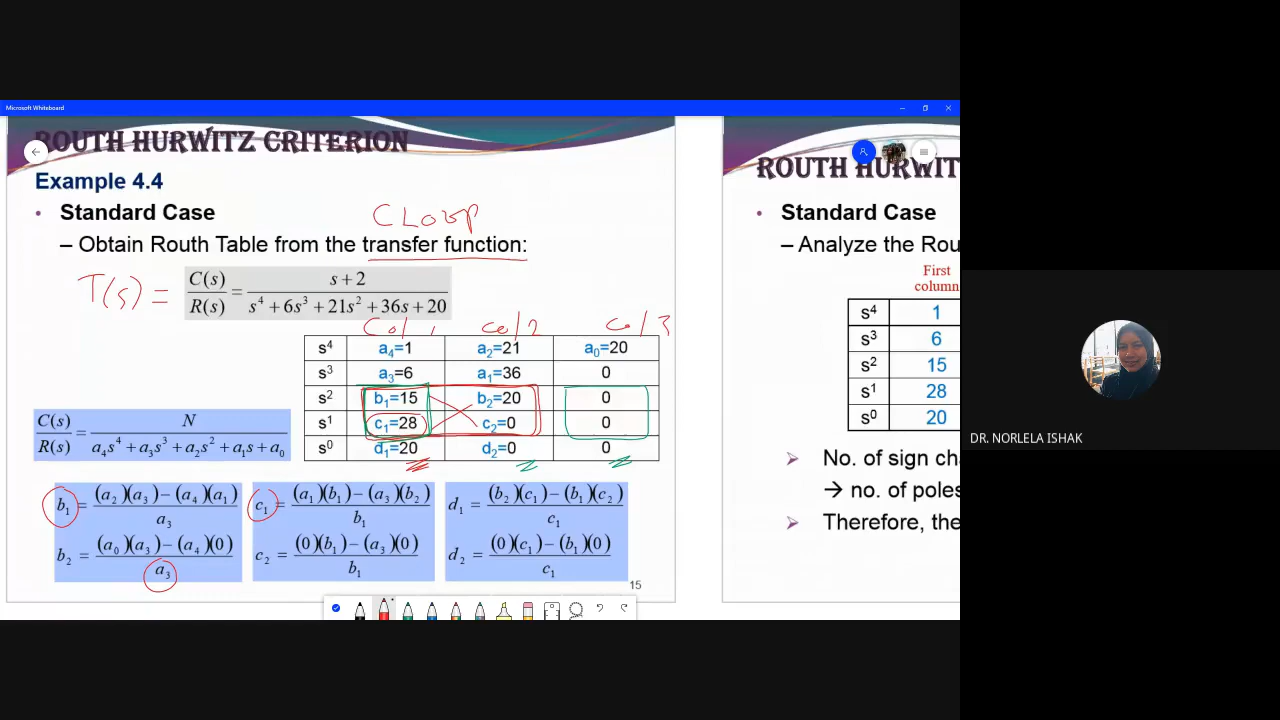 Microsoft Whiteboard
ROUTH HURWITZ CRITERION
Example 4.4
• Standard Case
C Loop
– Obtain Routh Table from the transfer function:
T(s) = C(s)/R(s) = (s + 2)/(s⁴ + 6s³ + 21s² + 36s + 20)
Col 1 Col 2 Col 3
s⁴ a₄=1 a₂=21 a₀=20
s³ a₃=6 a₁=36 0
s² b₁=15 b₂=20 0
s¹ c₁=28 c₂=0 0
s⁰ d₁=20 d₂=0 0
C(s)/R(s) = N/(a₄s⁴ + a₃s³ + a₂s² + a₁s + a₀)
b₁ = ((a₂)(a₃) − (a₄)(a₁))/a₃
b₂ = ((a₀)(a₃) − (a₄)(0))/a₃
c₁ = ((a₁)(b₁) − (a₃)(b₂))/b₁
c₂ = ((0)(b₁) − (a₃)(0))/b₁
d₁ = ((b₂)(c₁) − (b₁)(c₂))/c₁
d₂ = ((0)(c₁) − (b₁)(0))/c₁
15
ROUTH HURWIT
• Standard Case
– Analyze the Rou
First
column
s⁴ 1
s³ 6
s² 15
s¹ 28
s⁰ 20
➢ No. of sign cha
→ no. of poles
➢ Therefore, the
DR. NORLELA ISHAK